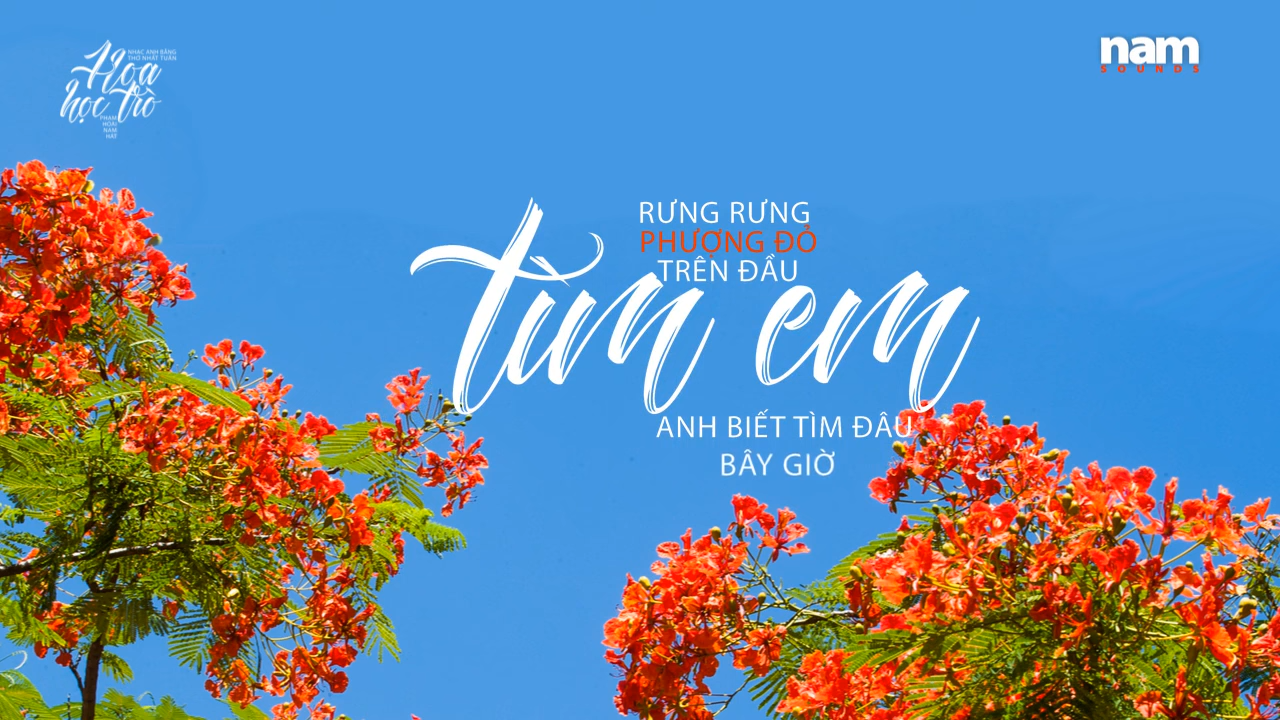 NHẠC ANH BẰNG
THƠ NHẤT TUẤN
Hoa
học trò
PHẠM
HOÀI
NAM
HÁT
nam
SOUNDS
RƯNG RƯNG
PHƯỢNG ĐỎ
TRÊN ĐẦU
tìm em
ANH BIẾT TÌM ĐÂU
BÂY GIỜ